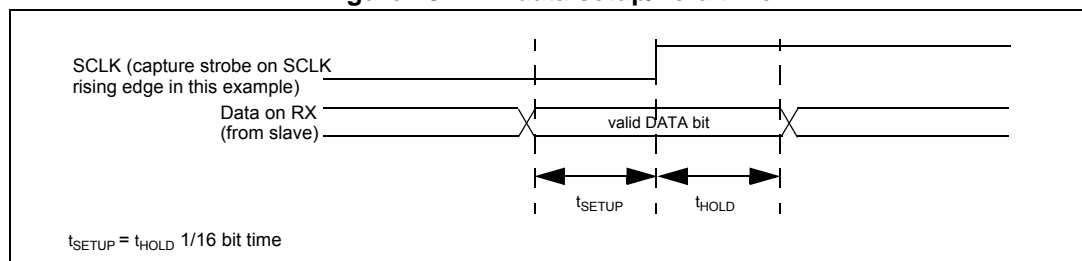 SCLK (capture strobe on SCLK
rising edge in this example)
Data on RX
(from slave)
valid DATA bit
tSETUP
tHOLD
tSETUP = tHOLD 1/16 bit time